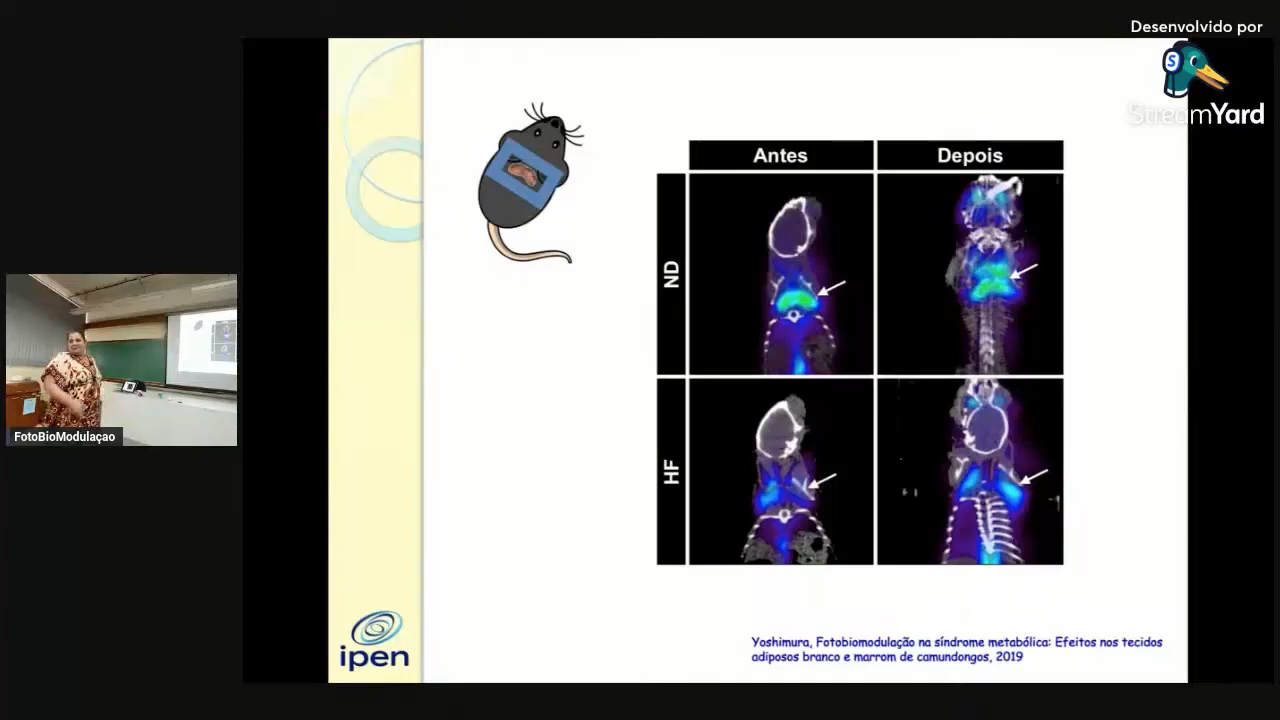 Desenvolvido por
S
StreamYard
Antes
Depois
ND
HF
FotoBioModulaçao
ipen
Yoshimura, Fotobiomodulação na síndrome metabólica: Efeitos nos tecidos
adiposos branco e marrom de camundongos, 2019